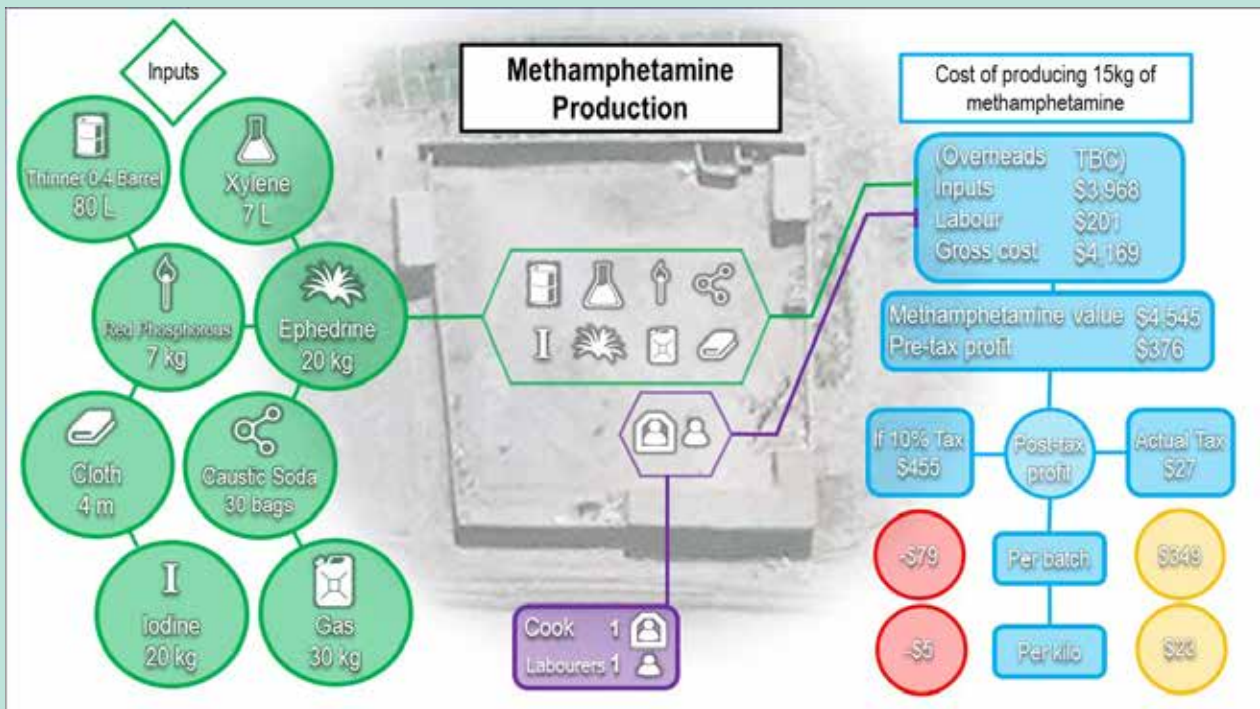 Inputs
Thinner 0.4 Barrel
80 L
Xylene
7 L
Red Phosphorous
7 kg
Ephedrine
20 kg
Cloth
4 m
Caustic Soda
30 bags
I
Iodine
20 kg
Gas
30 kg
Methamphetamine
Production
I
Cook 1
Labourers 1
Cost of producing 15kg of
methamphetamine
(Overheads TBC)
Inputs $3,968
Labour $201
Gross cost $4,169
Methamphetamine value $4,545
Pre-tax profit $376
If 10% Tax
$455
Post-tax
profit
Actual Tax
$27
-$79
Per batch
$349
-$5
Per kilo
$23